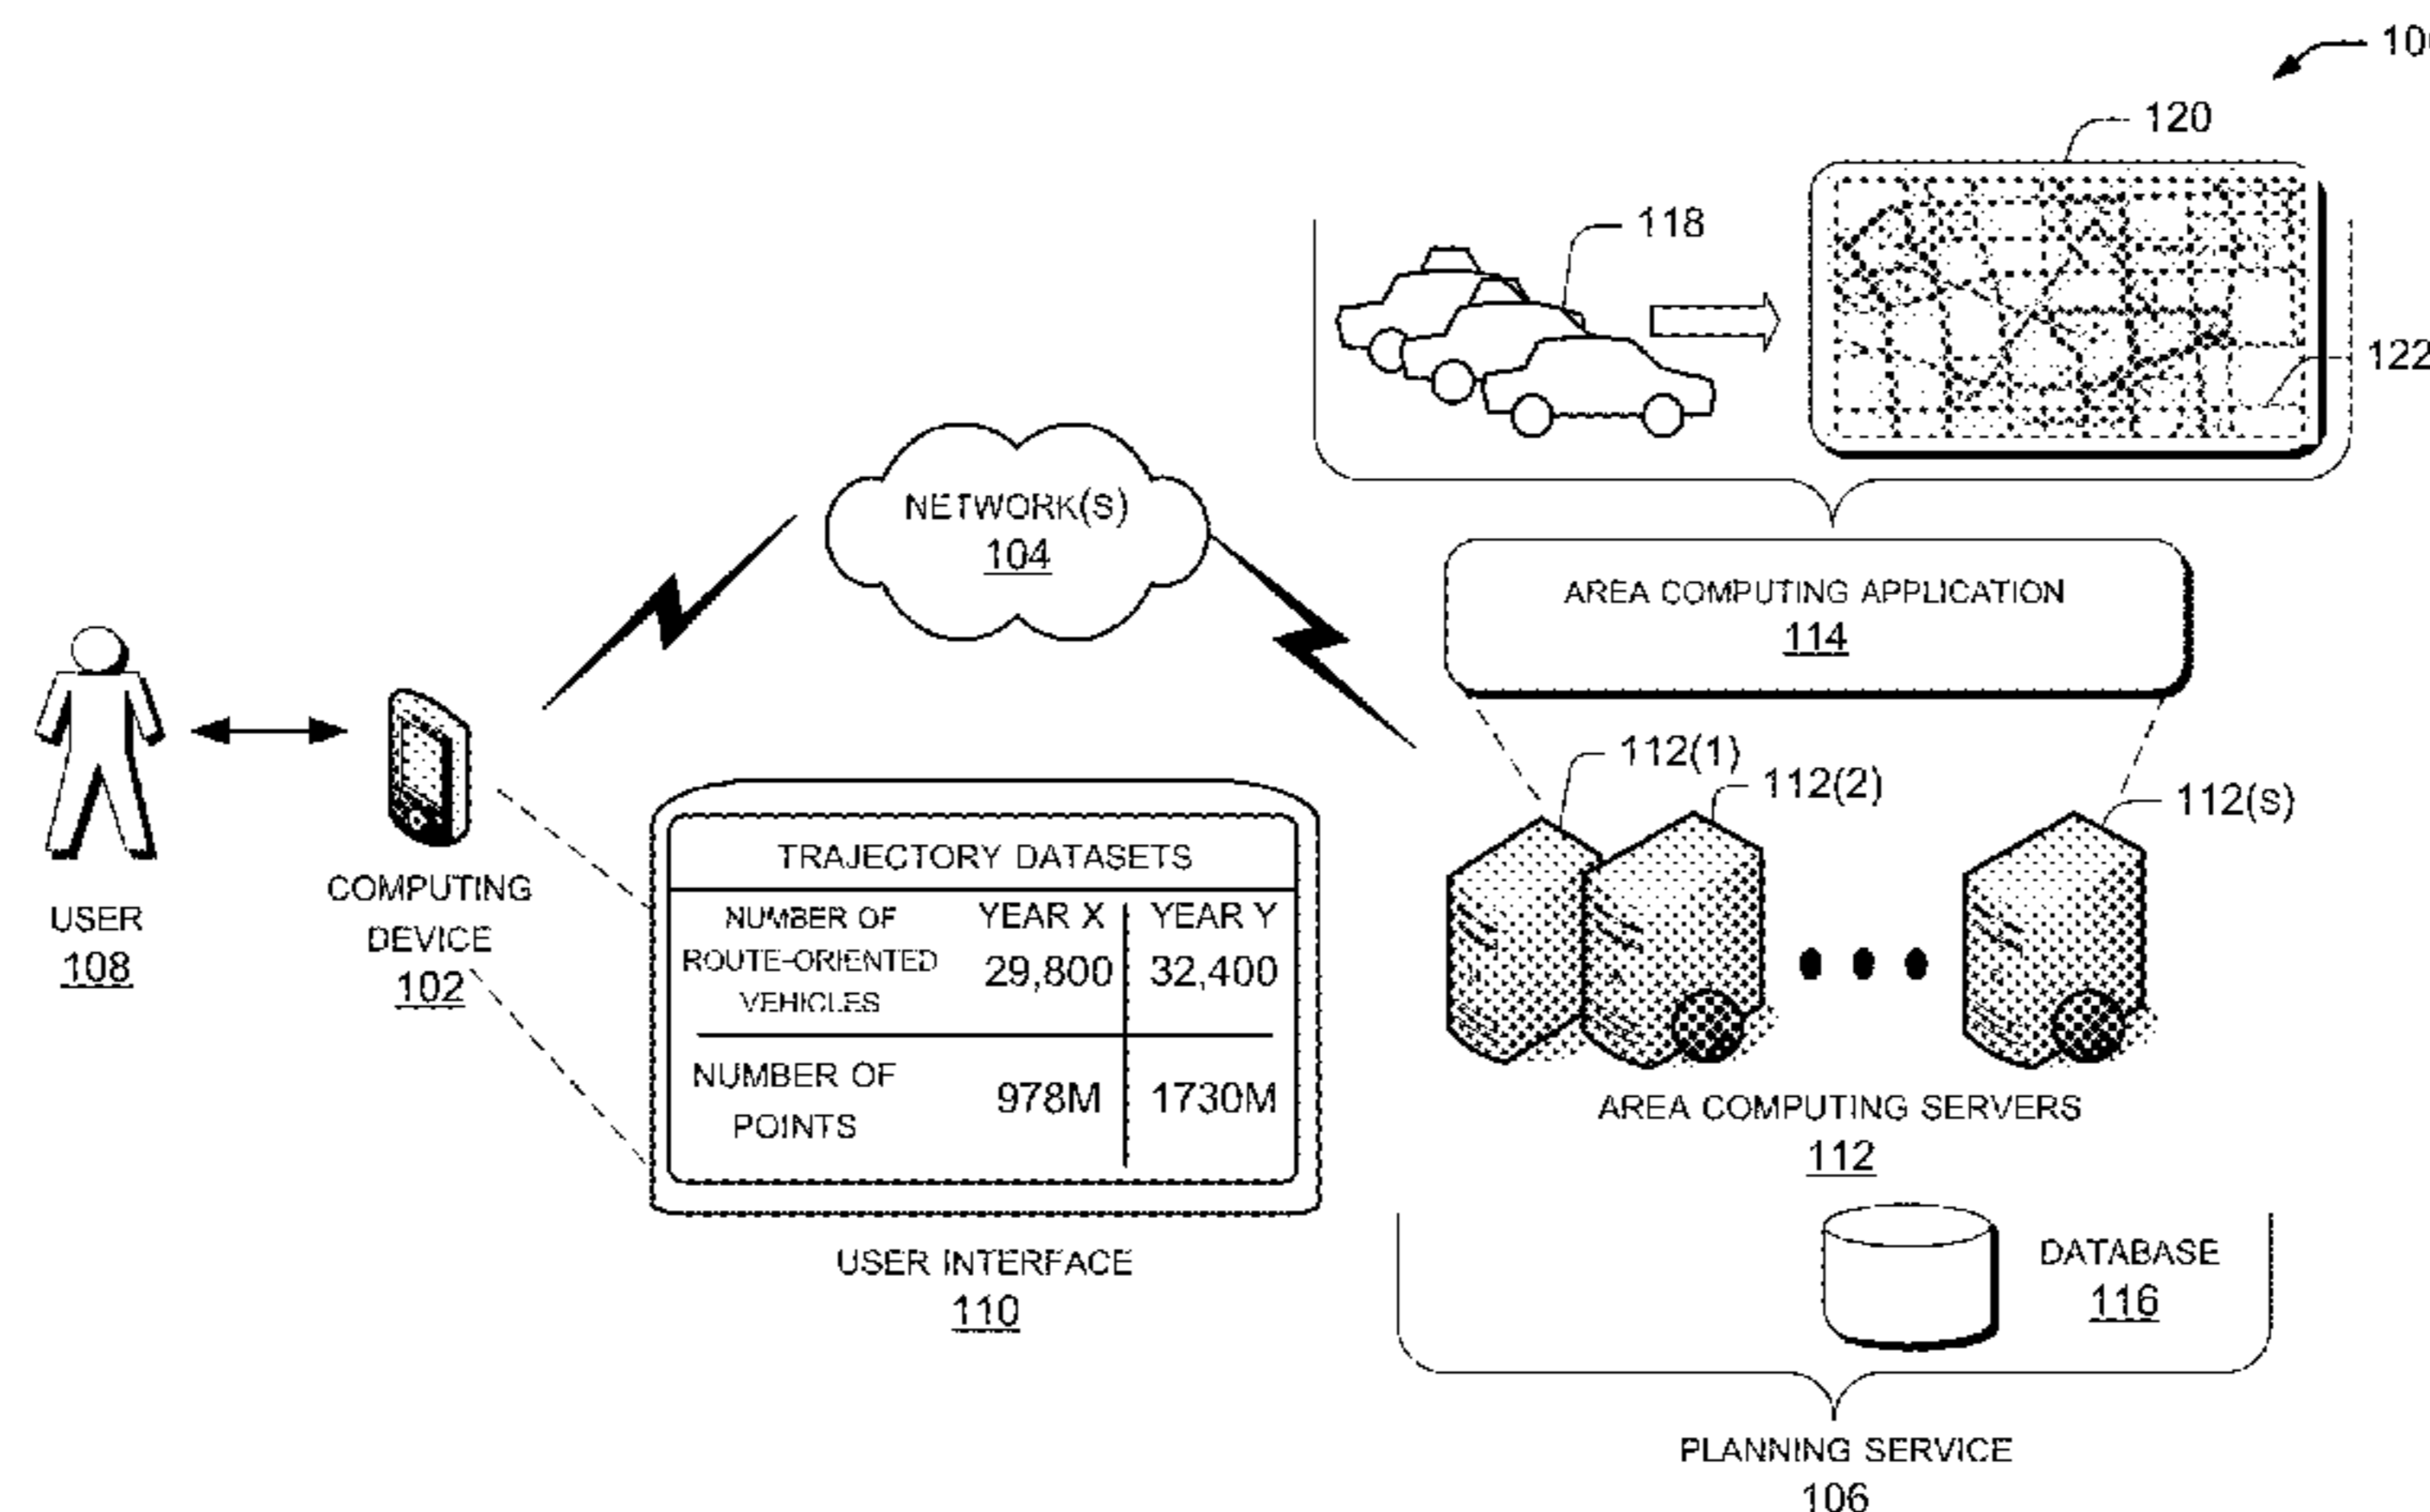 120
118
122
NETWORK(S)
104
AREA COMPUTING APPLICATION
114
112(1)
112(2)
112(S)
USER
108
COMPUTING
DEVICE
102
TRAJECTORY DATASETS
NUMBER OF
ROUTE-ORIENTED
VEHICLES
YEAR X
YEAR Y
29,800
32,400
NUMBER OF
POINTS
978M
1730M
USER INTERFACE
110
AREA COMPUTING SERVERS
112
DATABASE
116
PLANNING SERVICE
106